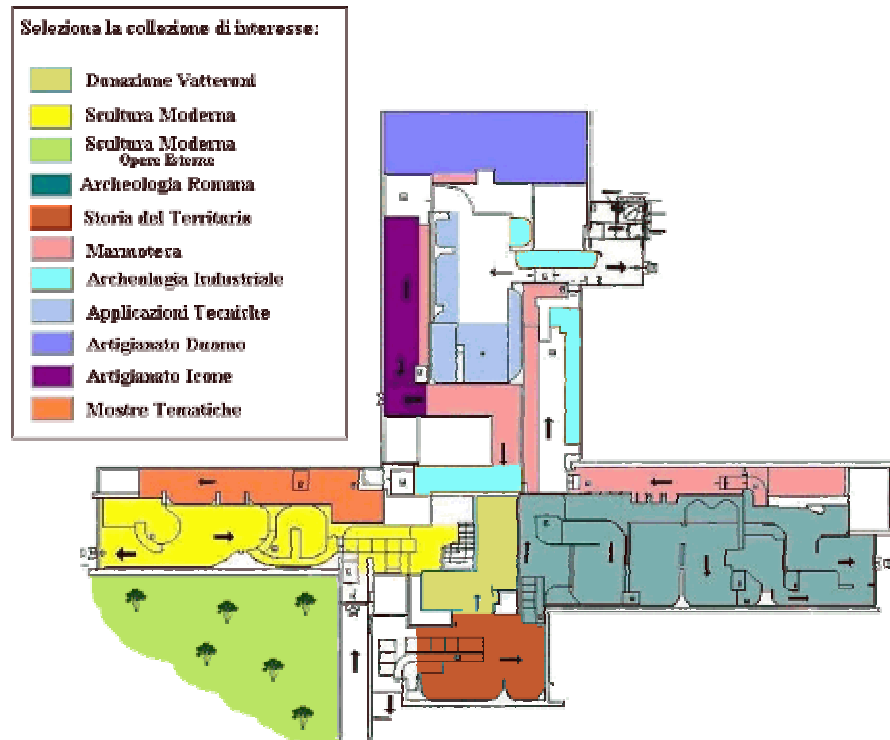 Seleziona la collezione di interesse:
Donazione Vatteroni
Scultura Moderna
Scultura Moderna
Opere Esterne
Archeologia Romana
Storia del Territorio
Marmoteca
Archeologia Industriale
Applicazioni Tecniche
Artigianato Duomo
Artigianato Icone
Mostre Tematiche